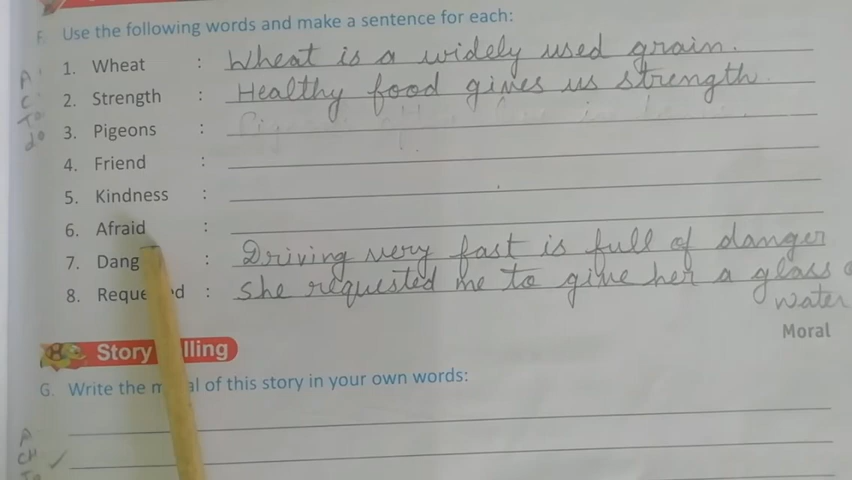 F. Use the following words and make a sentence for each:
1. Wheat : Wheat is a widely used grain.
2. Strength : Healthy food gives us strength.
3. Pigeons :
4. Friend :
5. Kindness :
6. Afraid :
7. Dang :
Driving very fast is full of danger
8. Reque d : she requested me to give her a glass
water
Moral
Story lling
G. Write the m al of this story in your own words: